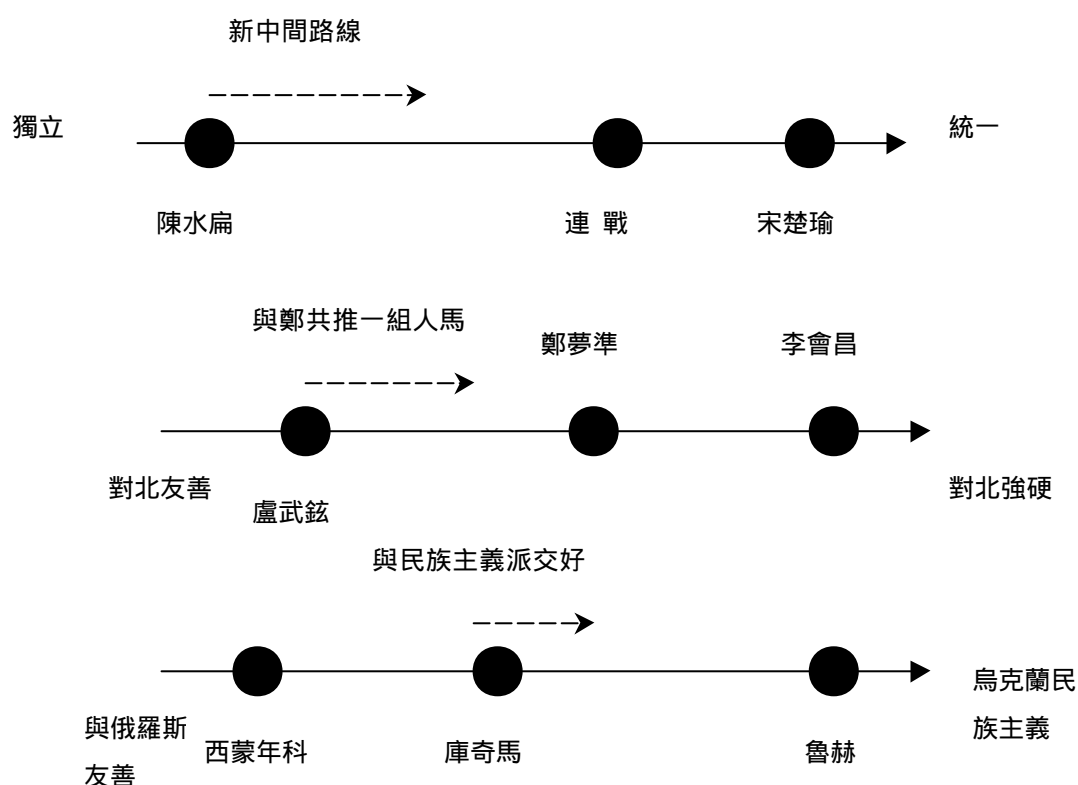 新中間路線
獨立
統一
陳水扁
連 戰
宋楚瑜
與鄭共推一組人馬
鄭夢準
李會昌
對北友善
對北強硬
盧武鉉
與民族主義派交好
與俄羅斯
友善
西蒙年科
庫奇馬
魯赫
烏克蘭民
族主義